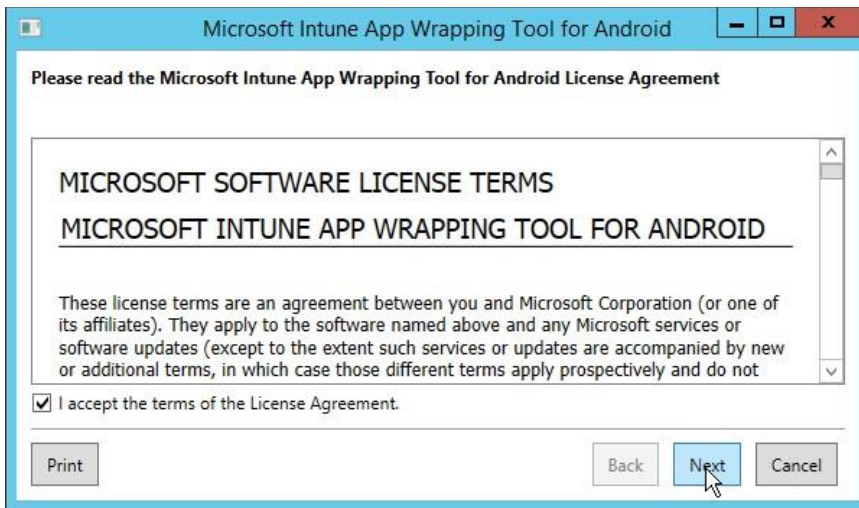 Microsoft Intune App Wrapping Tool for Android
Please read the Microsoft Intune App Wrapping Tool for Android License Agreement
MICROSOFT SOFTWARE LICENSE TERMS
MICROSOFT INTUNE APP WRAPPING TOOL FOR ANDROID
These license terms are an agreement between you and Microsoft Corporation (or one of
its affiliates). They apply to the software named above and any Microsoft services or
software updates (except to the extent such services or updates are accompanied by new
or additional terms, in which case those different terms apply prospectively and do not
I accept the terms of the License Agreement.
Print Back Next Cancel